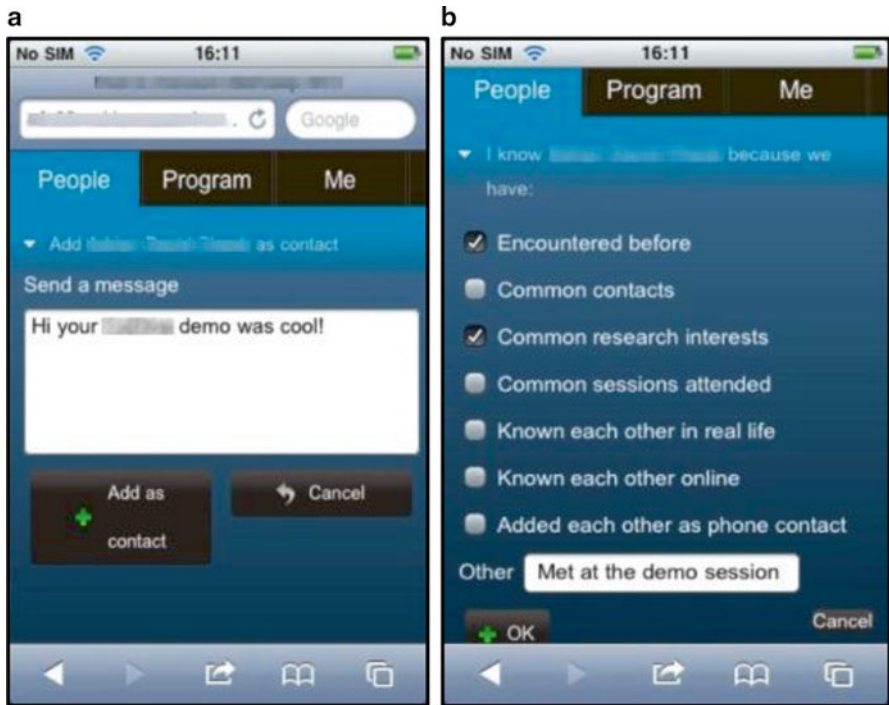 a
No SIM 16:11
Google
People Program Me
Add as contact
Send a message
Hi your demo was cool!
Add as
contact
Cancel
b
No SIM 16:11
People Program Me
I know because we
have:
Encountered before
Common contacts
Common research interests
Common sessions attended
Known each other in real life
Known each other online
Added each other as phone contact
Other Met at the demo session
OK
Cancel